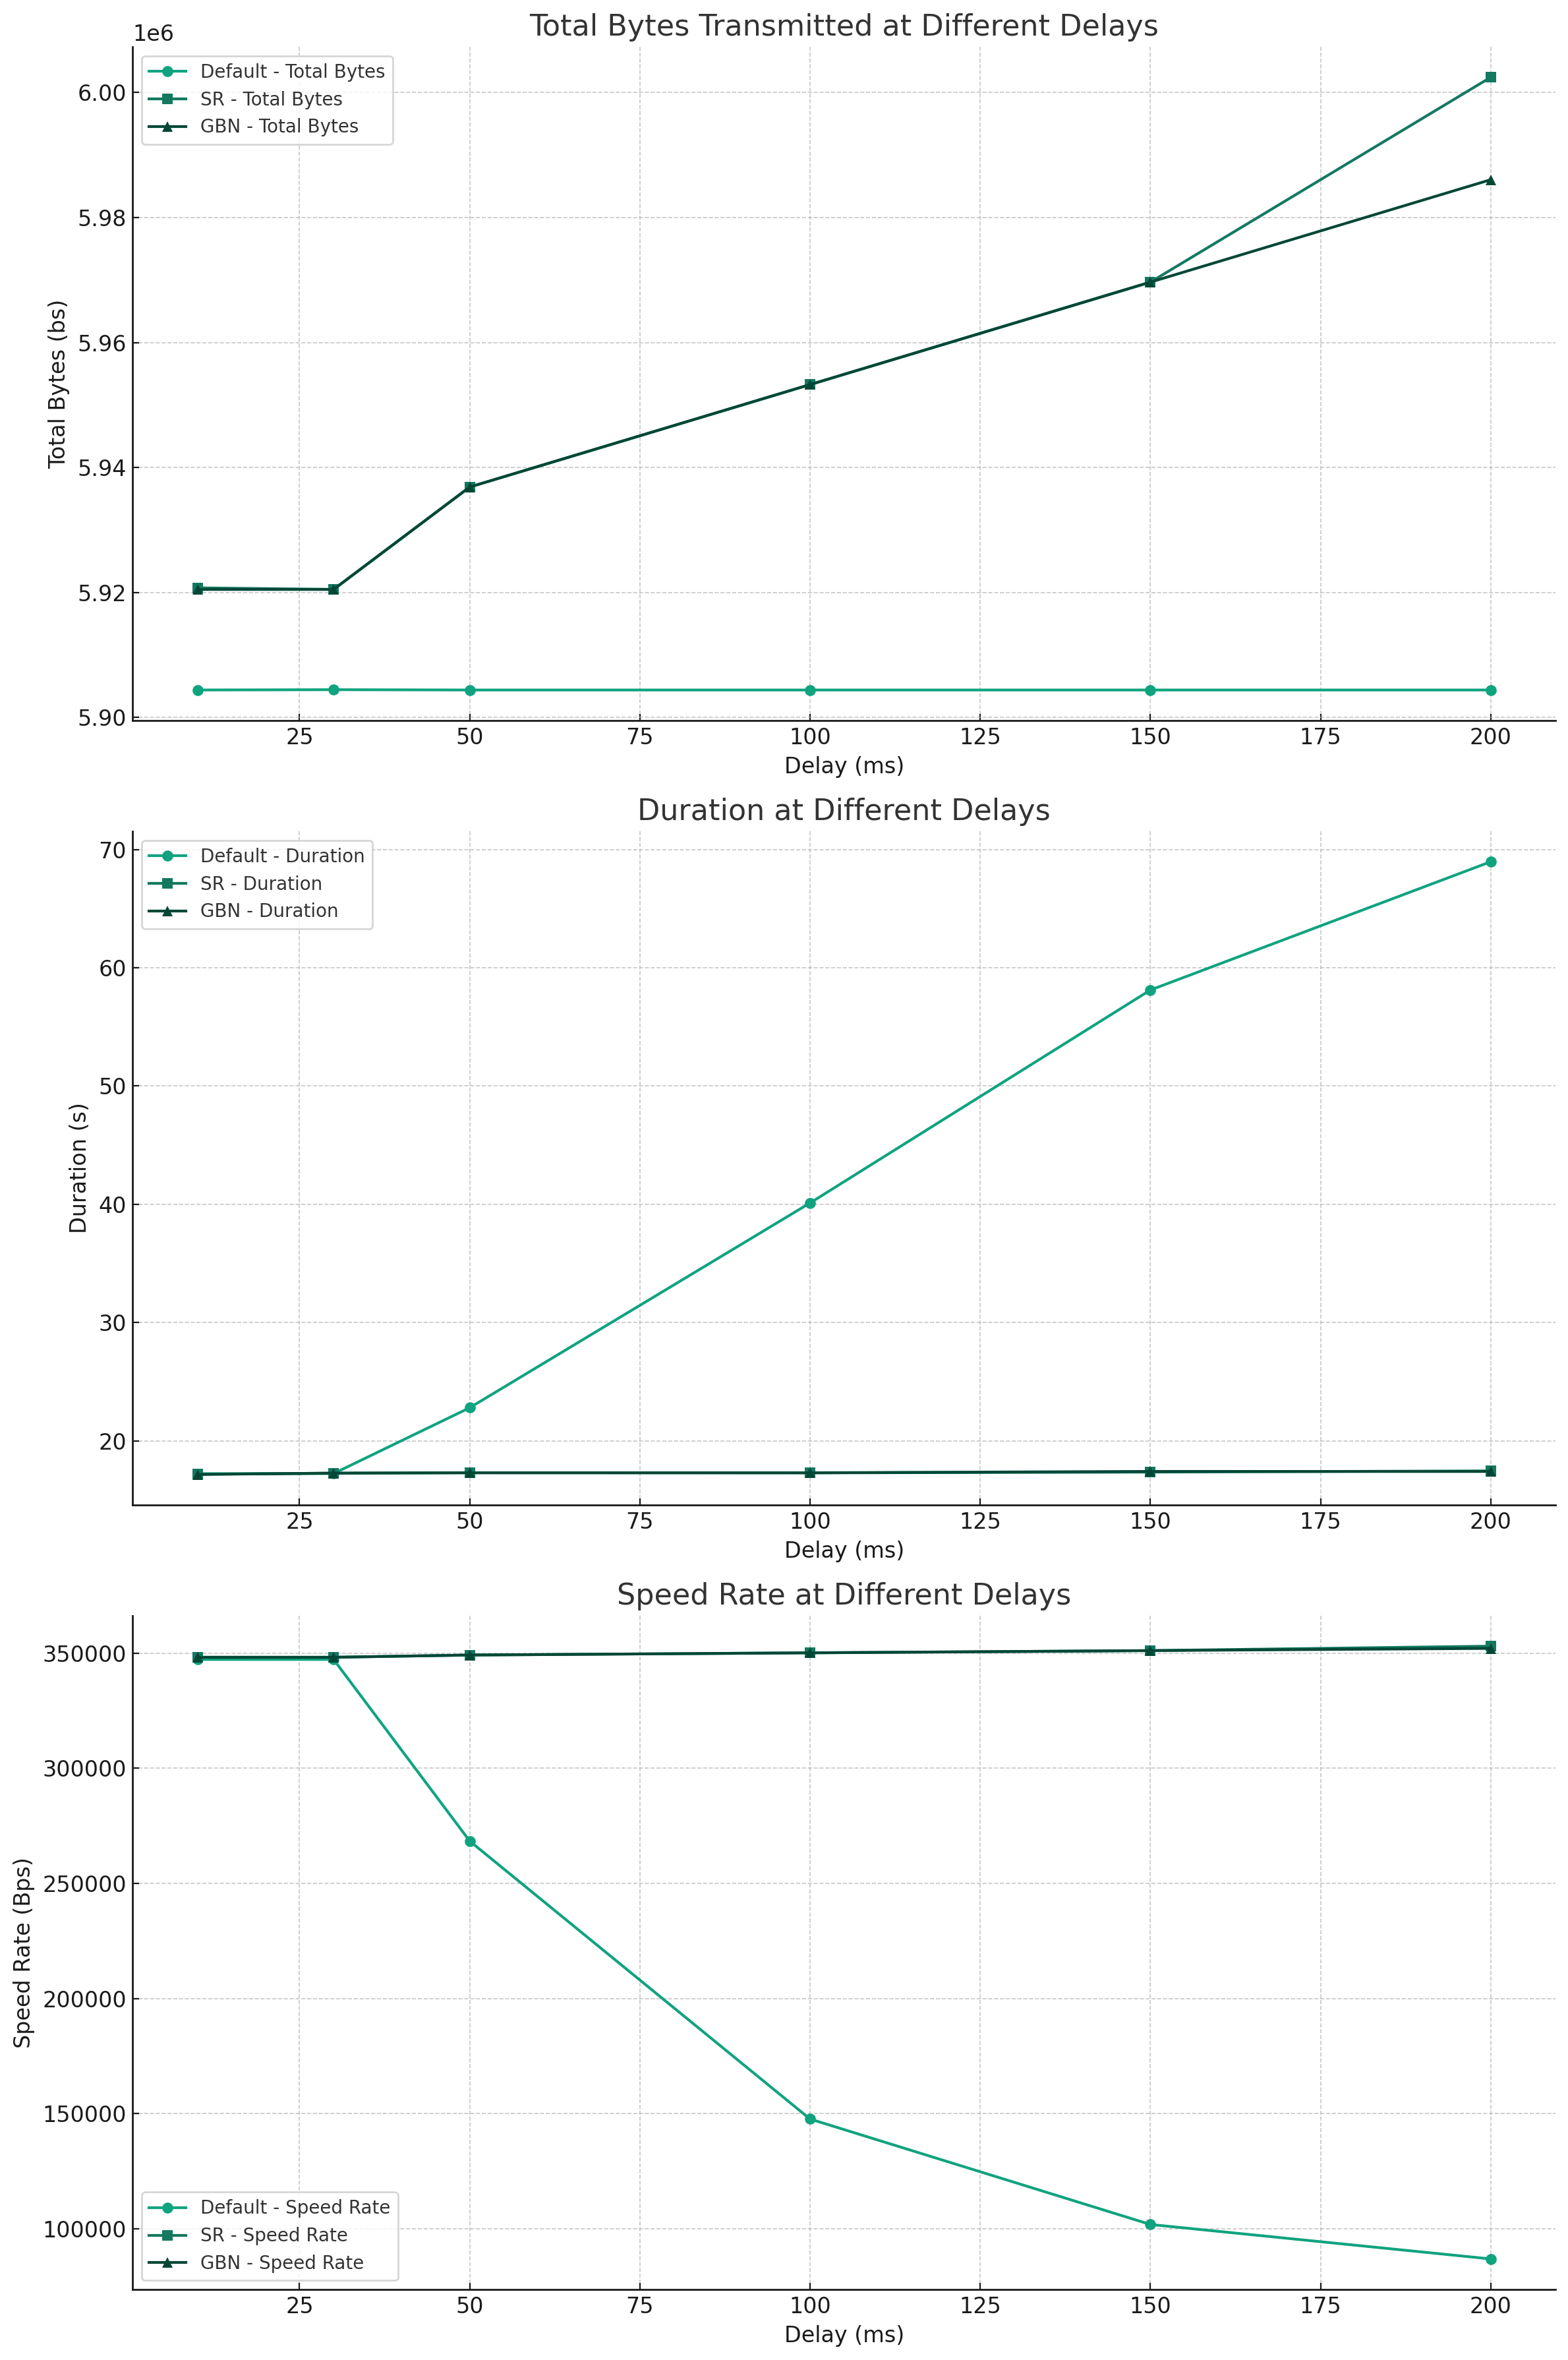 Total Bytes Transmitted at Different Delays
1e6
Default - Total Bytes
SR - Total Bytes
GBN - Total Bytes
6.00
5.98
5.96
5.94
5.92
5.90
Total Bytes (bs)
25 50 75 100 125 150 175 200
Delay (ms)
Duration at Different Delays
Default - Duration
SR - Duration
GBN - Duration
70
60
50
40
30
20
Duration (s)
25 50 75 100 125 150 175 200
Delay (ms)
Speed Rate at Different Delays
350000
300000
250000
200000
150000
100000
Speed Rate (Bps)
Default - Speed Rate
SR - Speed Rate
GBN - Speed Rate
25 50 75 100 125 150 175 200
Delay (ms)